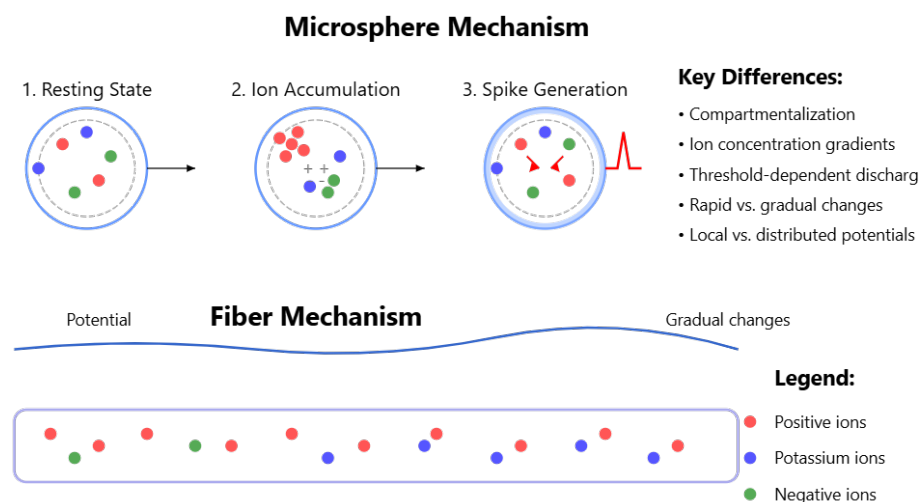 Microsphere Mechanism
1. Resting State
2. Ion Accumulation
3. Spike Generation
+ +
-
Key Differences:
• Compartmentalization
• Ion concentration gradients
• Threshold-dependent discharg
• Rapid vs. gradual changes
• Local vs. distributed potentials
Potential
Fiber Mechanism
Gradual changes
Legend:
Positive ions
Potassium ions
Negative ions